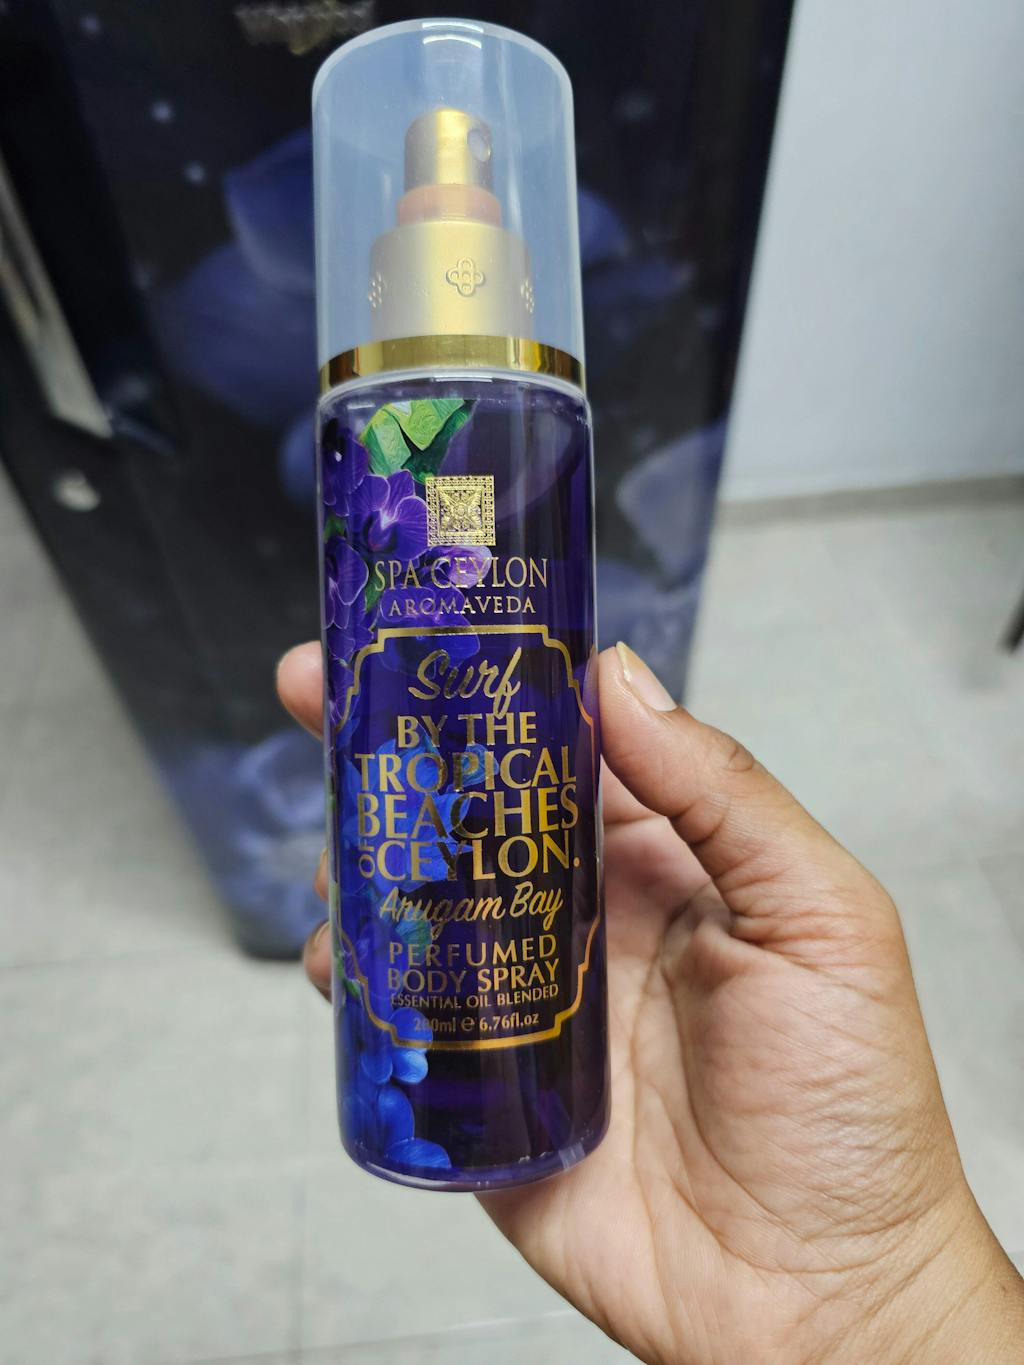 SPA CEYLON
AROMAVEDA
Surf
BY THE
TROPICAL
BEACHES
OF CEYLON.
Arugam Bay
PERFUMED
BODY SPRAY
ESSENTIAL OIL BLENDED
200ml ℮ 6.76fl.oz